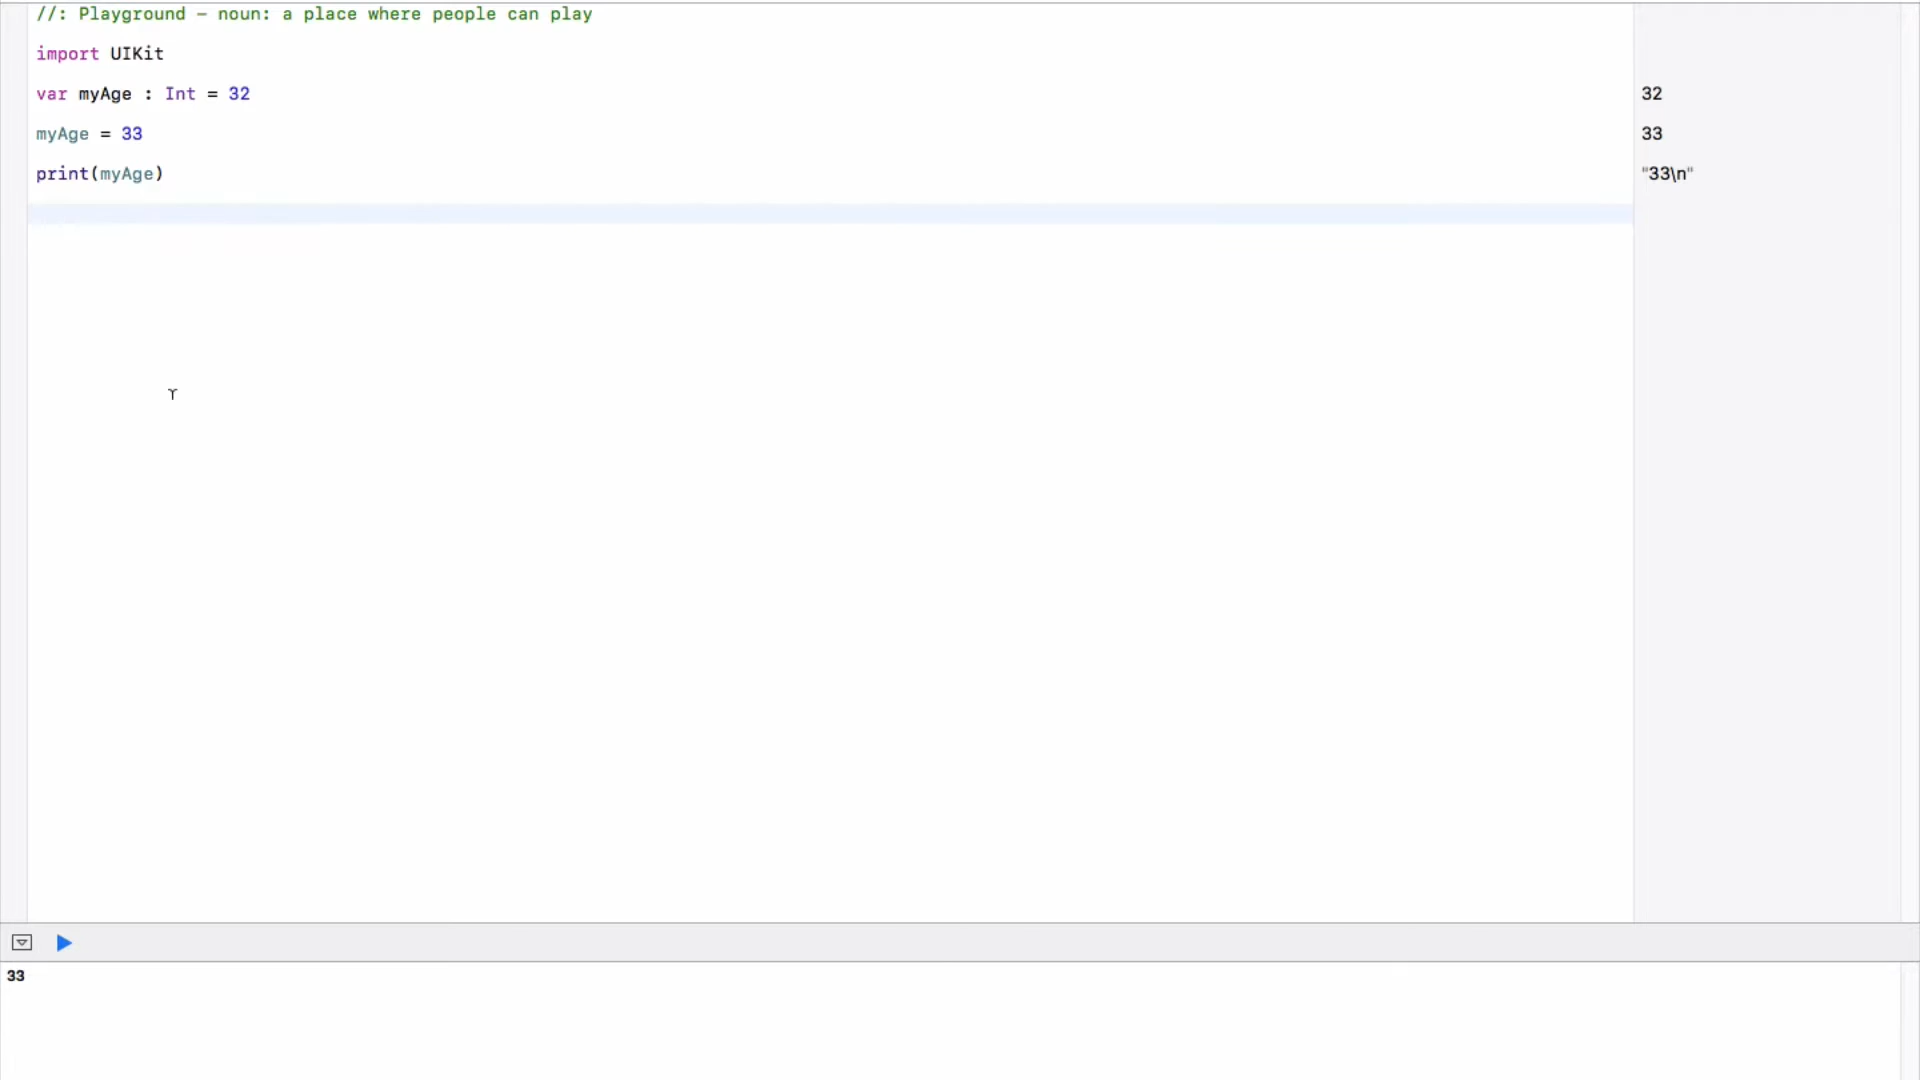 //: Playground – noun: a place where people can play
import UIKit
var myAge : Int = 32
32
myAge = 33
33
print(myAge)
"33\n"
33